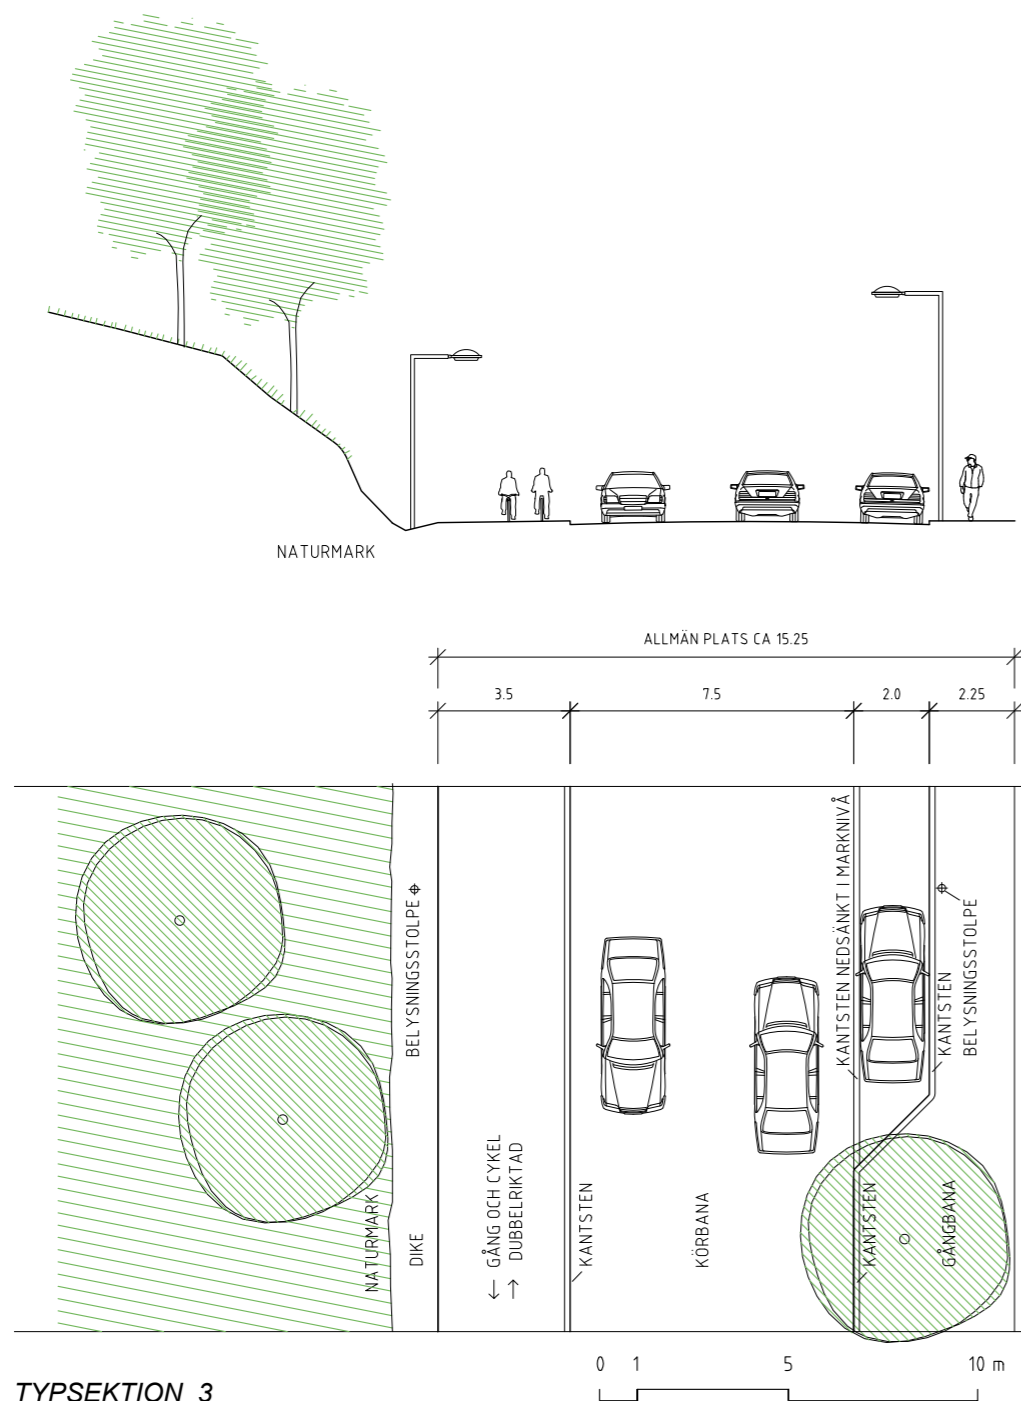 NATURMARK
ALLMÄN PLATS CA 15.25
3.5
7.5
2.0
2.25
NATURMARK
DIKE
BELYSNINGSSTOLPE
← GÅNG OCH CYKEL
→ DUBBELRIKTAD
KANTSTEN
KÖRBANA
KANTSTEN NEDSÄNKT I MARKNIVÅ
KANTSTEN
KANTSTEN
BELYSNINGSSTOLPE
GÅNGBANA
0 1 5 10 m
TYPSEKTION 3